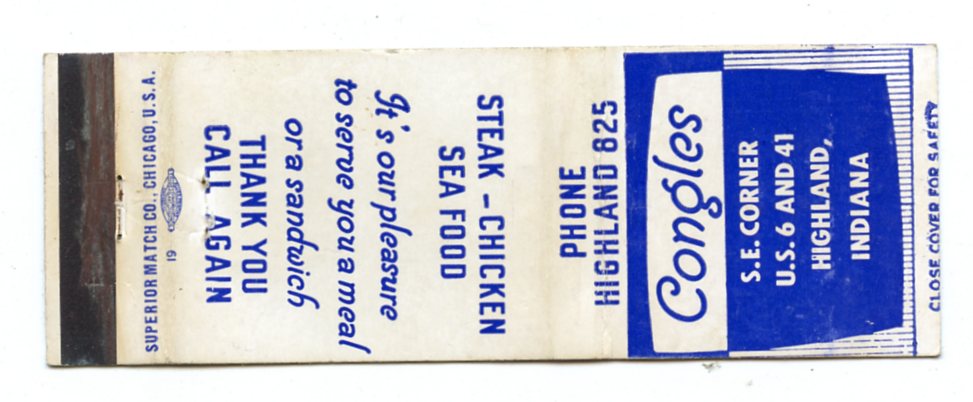 PHONE
HIGHLAND 825
Congles
S.E. CORNER
U.S. 6 AND 41
HIGHLAND,
INDIANA
CLOSE COVER FOR SAFETY
STEAK - CHICKEN
SEA FOOD
It's our pleasure
to serve you a meal
or a sandwich
THANK YOU
CALL AGAIN
SUPERIOR MATCH CO., CHICAGO, U.S.A.
19